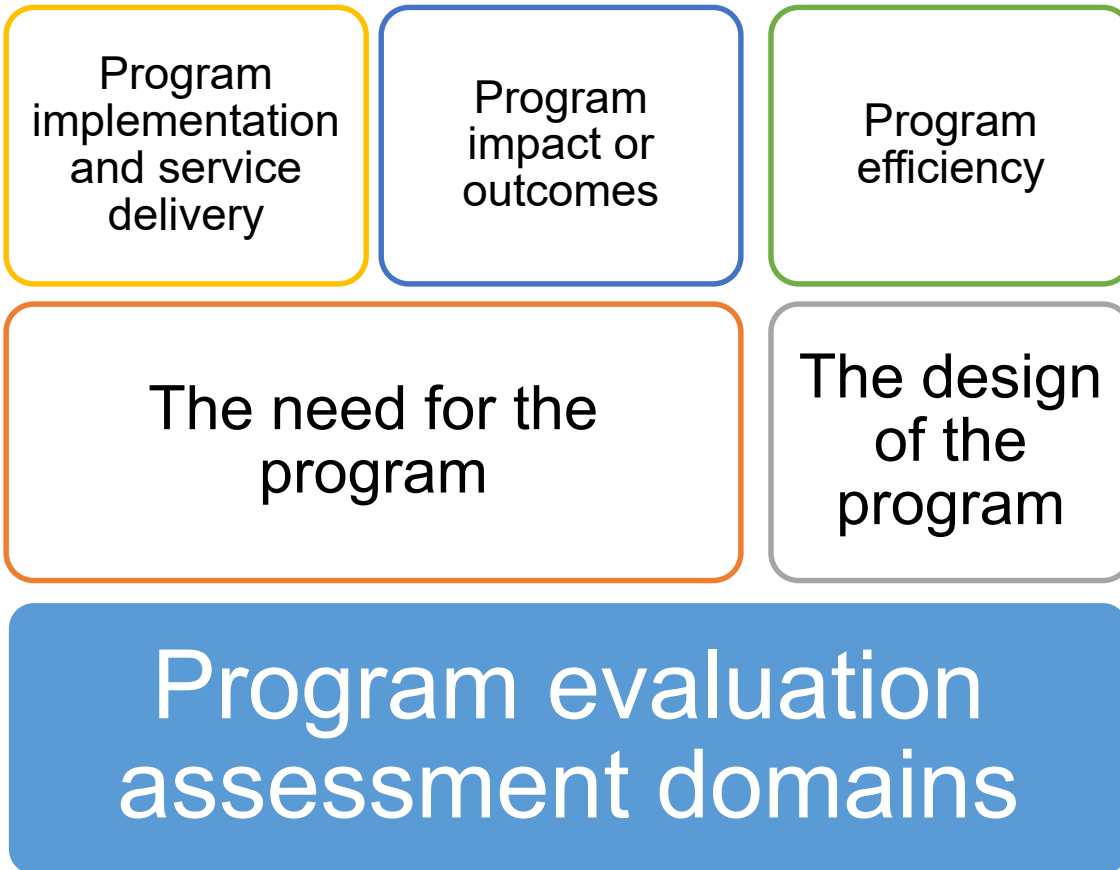 Program
implementation
and service
delivery
Program
impact or
outcomes
Program
efficiency
The need for the
program
The design
of the
program
Program evaluation
assessment domains